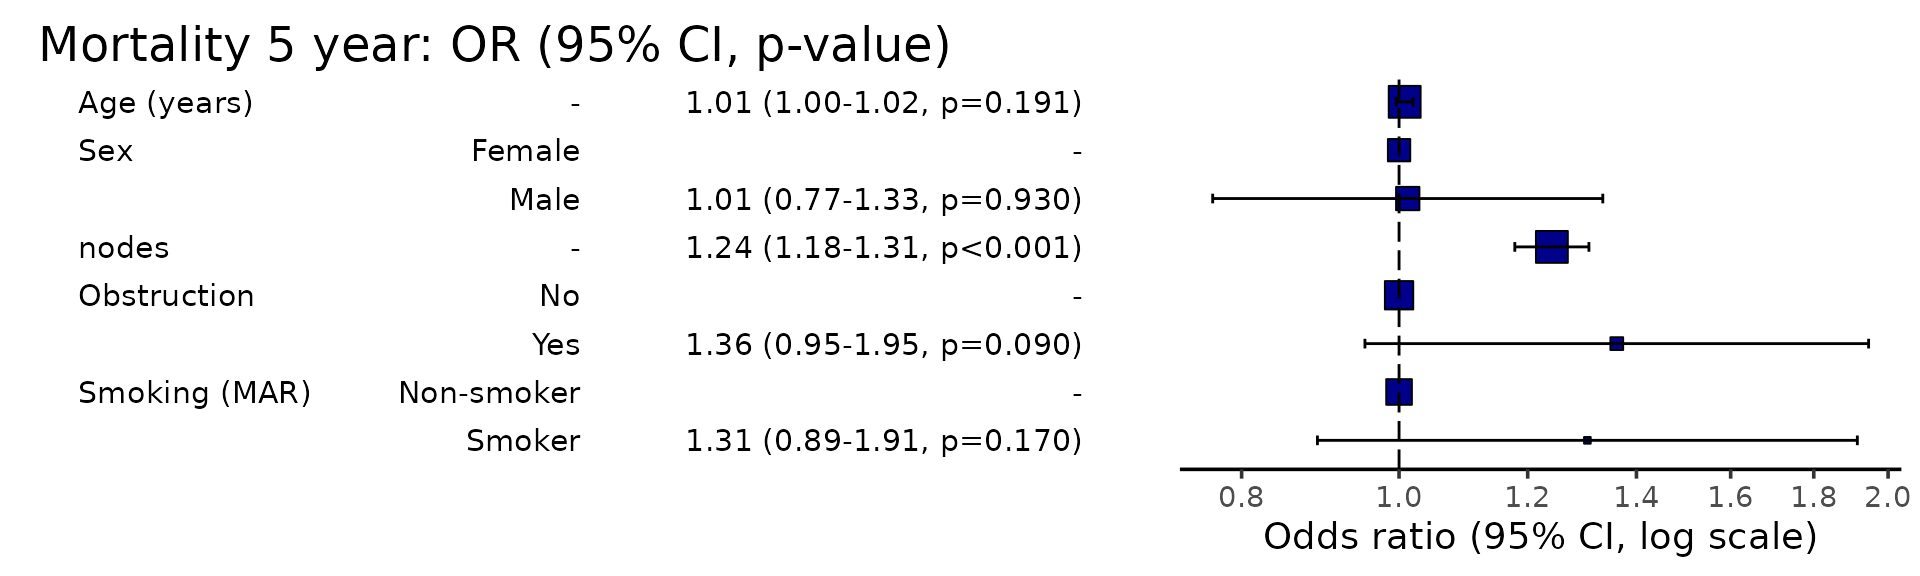 Mortality 5 year: OR (95% CI, p-value)
Age (years) - 1.01 (1.00-1.02, p=0.191)
Sex Female -
Male 1.01 (0.77-1.33, p=0.930)
nodes - 1.24 (1.18-1.31, p<0.001)
Obstruction No -
Yes 1.36 (0.95-1.95, p=0.090)
Smoking (MAR) Non-smoker -
Smoker 1.31 (0.89-1.91, p=0.170)
0.8 1.0 1.2 1.4 1.6 1.8 2.0
Odds ratio (95% CI, log scale)